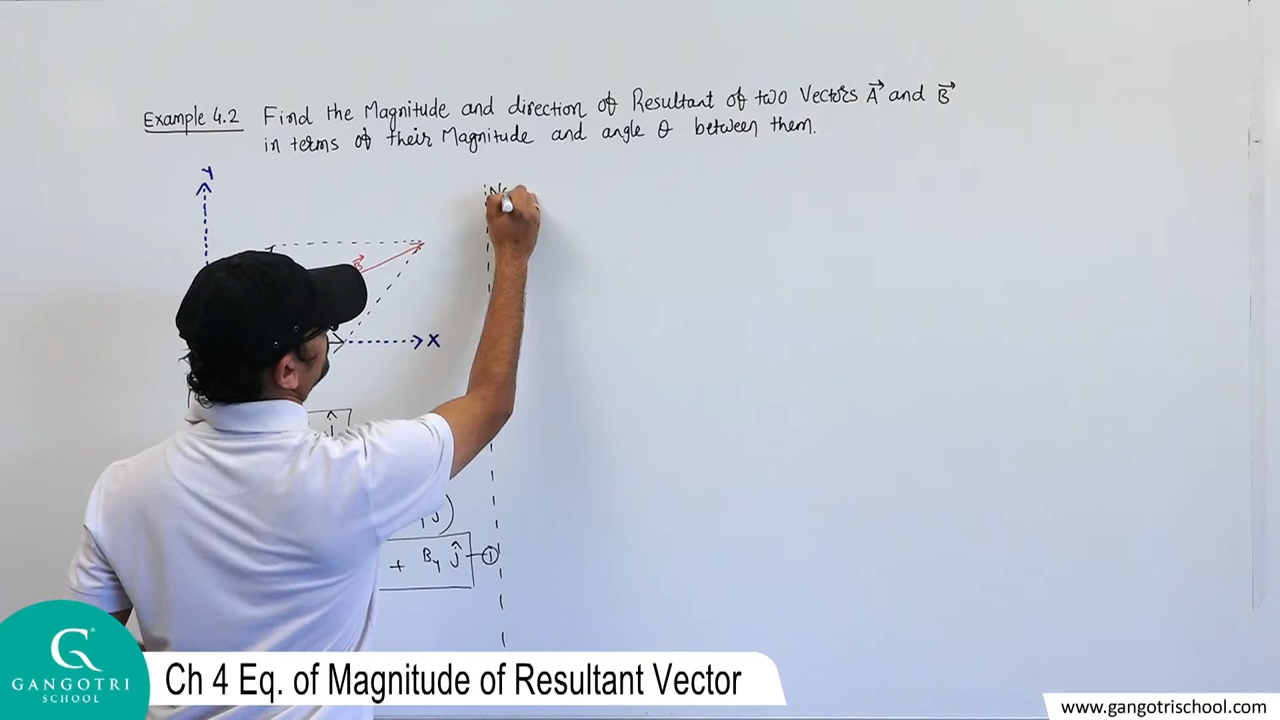 Example 4.2 Find the Magnitude and direction of Resultant of two Vectors A⃗ and B⃗
in terms of their Magnitude and angle θ between them.
Y
X
ĵ
ĵ)
+ By ĵ 1
GANGOTRI
SCHOOL
Ch 4 Eq. of Magnitude of Resultant Vector
www.gangotrischool.com